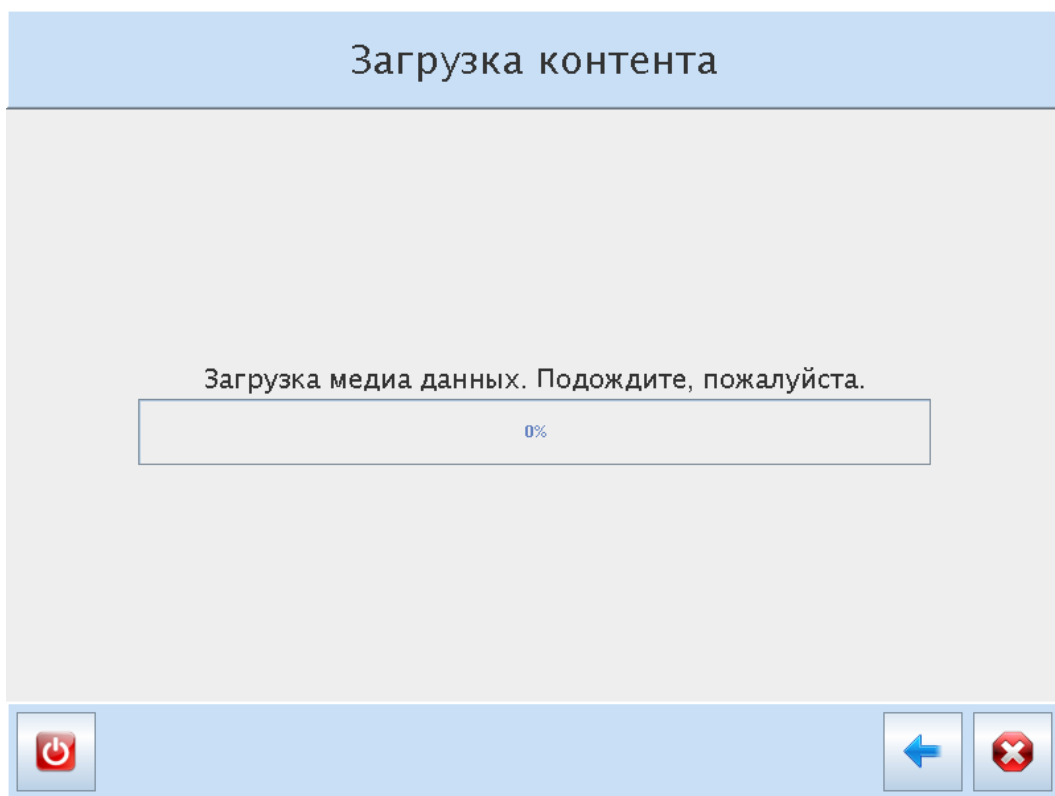 Загрузка контента
Загрузка медиа данных. Подождите, пожалуйста.
0%